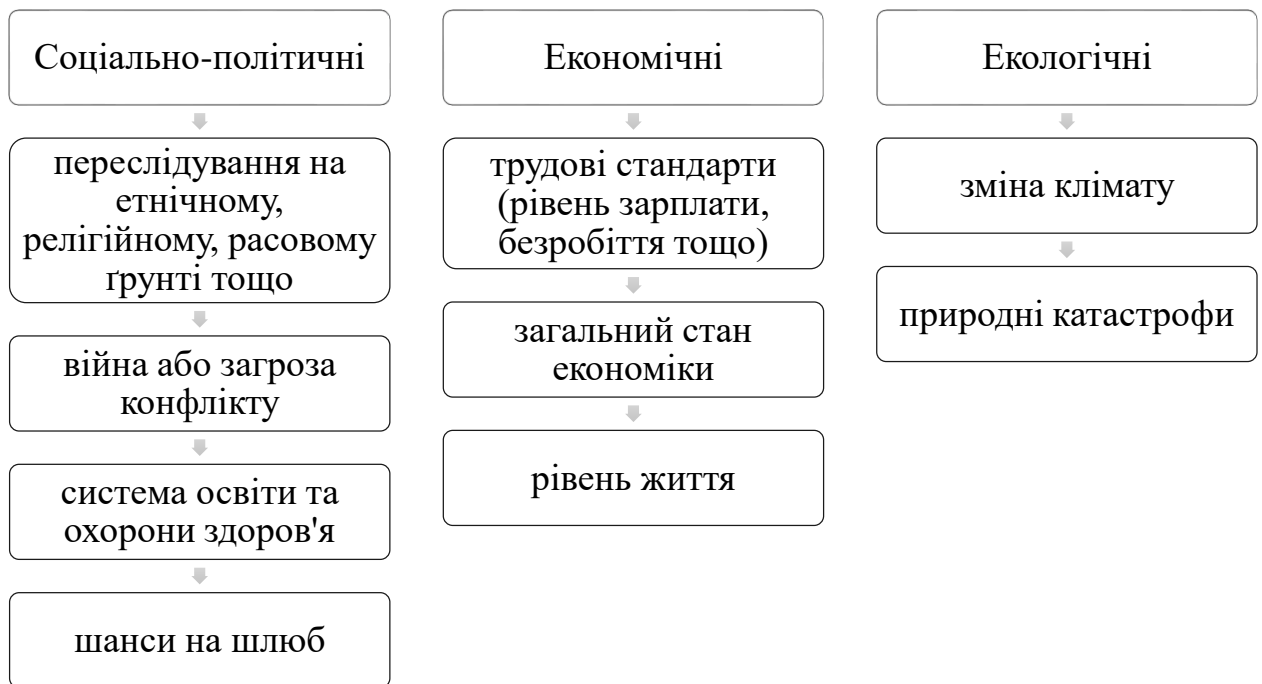 Соціально-політичні
переслідування на
етнічному,
релігійному, расовому
ґрунті тощо
війна або загроза
конфлікту
система освіти та
охорони здоров'я
шанси на шлюб
Економічні
трудові стандарти
(рівень зарплати,
безробіття тощо)
загальний стан
економіки
рівень життя
Екологічні
зміна клімату
природні катастрофи